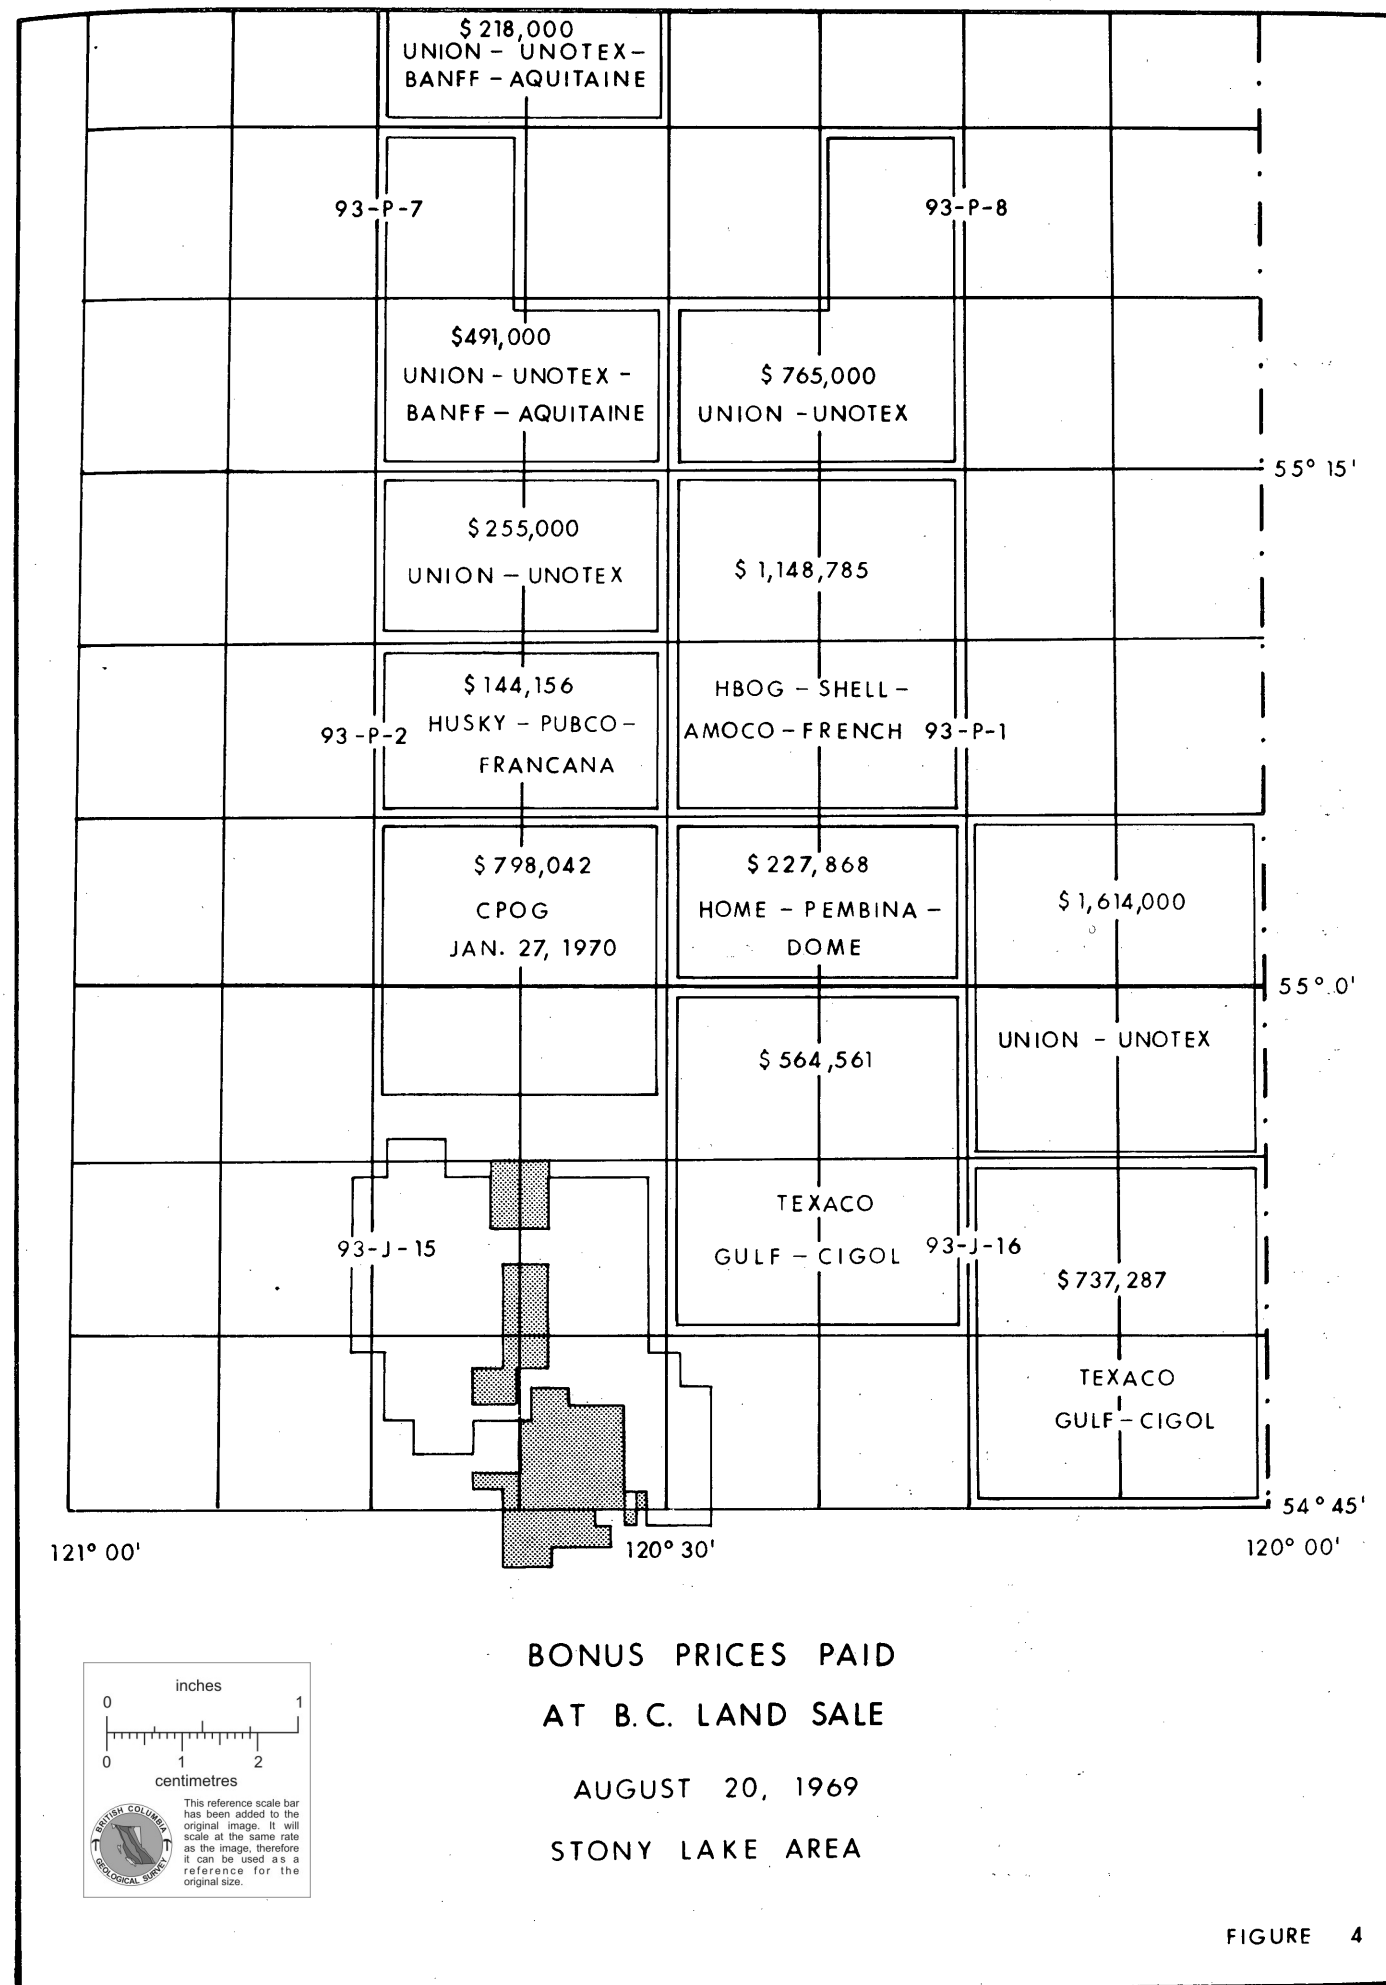 $ 218,000
UNION - UNOTEX-
BANFF - AQUITAINE
93-P-7
93-P-8
$491,000
UNION - UNOTEX -
BANFF - AQUITAINE
$ 765,000
UNION - UNOTEX
55° 15'
$ 255,000
UNION - UNOTEX
$ 1,148,785
$ 144,156
HUSKY - PUBCO -
FRANCANA
93-P-2
HBOG - SHELL -
AMOCO - FRENCH
93-P-1
$ 798,042
CPOG
JAN. 27, 1970
$ 227,868
HOME - PEMBINA -
DOME
$ 1,614,000
UNION - UNOTEX
55° 0'
$ 564,561
TEXACO
GULF - CIGOL
93-J-15
93-J-16
$ 737,287
TEXACO
GULF - CIGOL
54° 45'
121° 00'
120° 30'
120° 00'
BONUS PRICES PAID
AT B.C. LAND SALE
AUGUST 20, 1969
STONY LAKE AREA
inches
0 1
0 1 2
centimetres
BRITISH COLUMBIA
GEOLOGICAL SURVEY
This reference scale bar
has been added to the
original image. It will
scale at the same rate
as the image, therefore
it can be used as a
reference for the
original size.
FIGURE 4